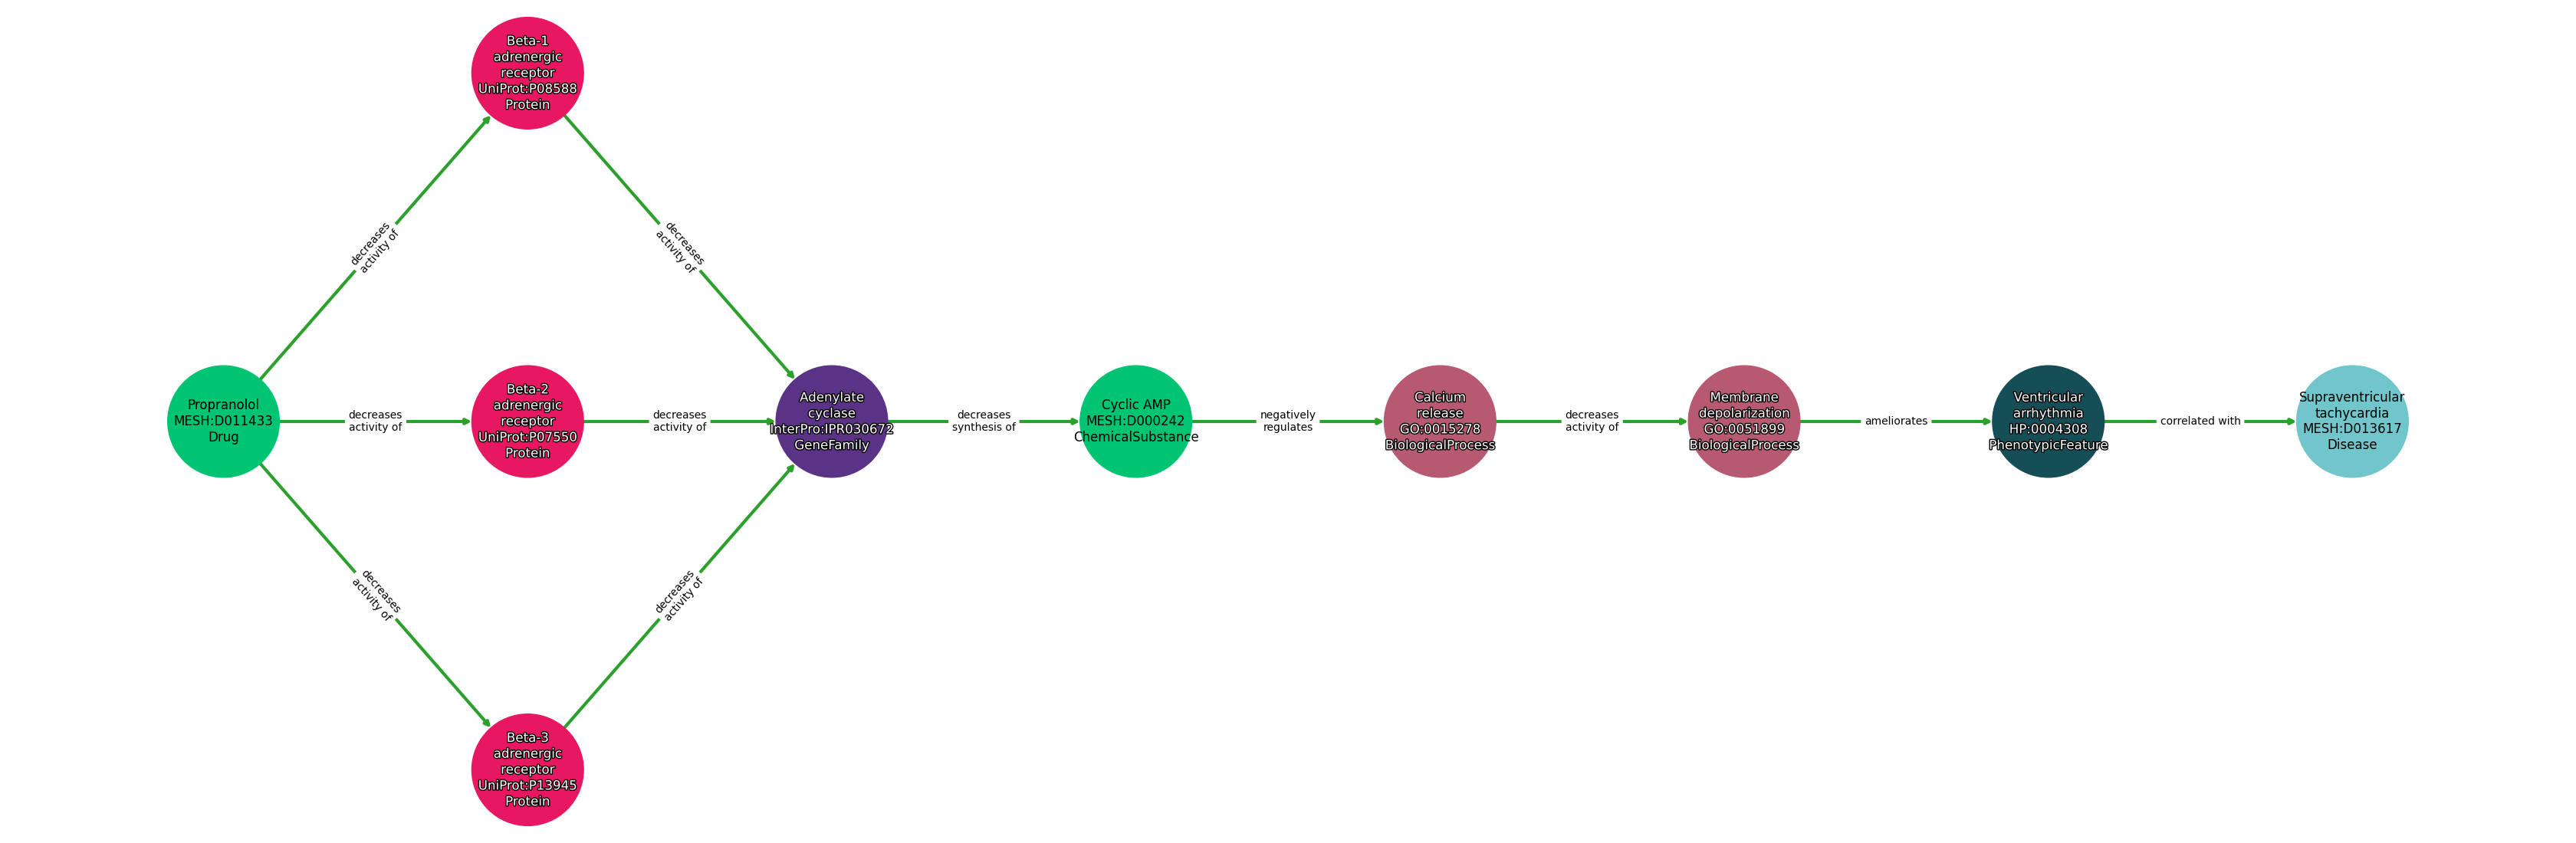 Beta-1
adrenergic
receptor
UniProt:P08588
Protein
decreases
activity of
decreases
activity of
Propranolol
MESH:D011433
Drug
decreases
activity of
Beta-2
adrenergic
receptor
UniProt:P07550
Protein
decreases
activity of
Adenylate
cyclase
InterPro:IPR030672
GeneFamily
decreases
synthesis of
Cyclic AMP
MESH:D000242
ChemicalSubstance
negatively
regulates
Calcium
release
GO:0015278
BiologicalProcess
decreases
activity of
Membrane
depolarization
GO:0051899
BiologicalProcess
ameliorates
Ventricular
arrhythmia
HP:0004308
PhenotypicFeature
correlated with
Supraventricular
tachycardia
MESH:D013617
Disease
decreases
activity of
decreases
activity of
Beta-3
adrenergic
receptor
UniProt:P13945
Protein